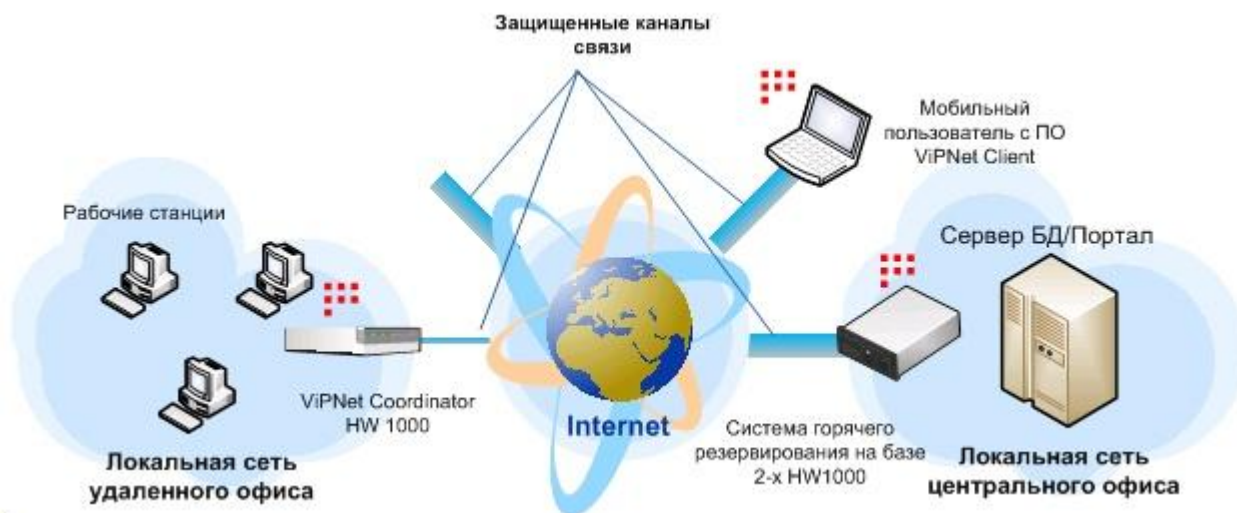 Защищенные каналы
связи
Мобильный
пользователь с ПО
ViPNet Client
Рабочие станции
Сервер БД/Портал
ViPNet Coordinator
HW 1000
Internet
Система горячего
резервирования на базе
2-х HW1000
Локальная сеть
удаленного офиса
Локальная сеть
центрального офиса